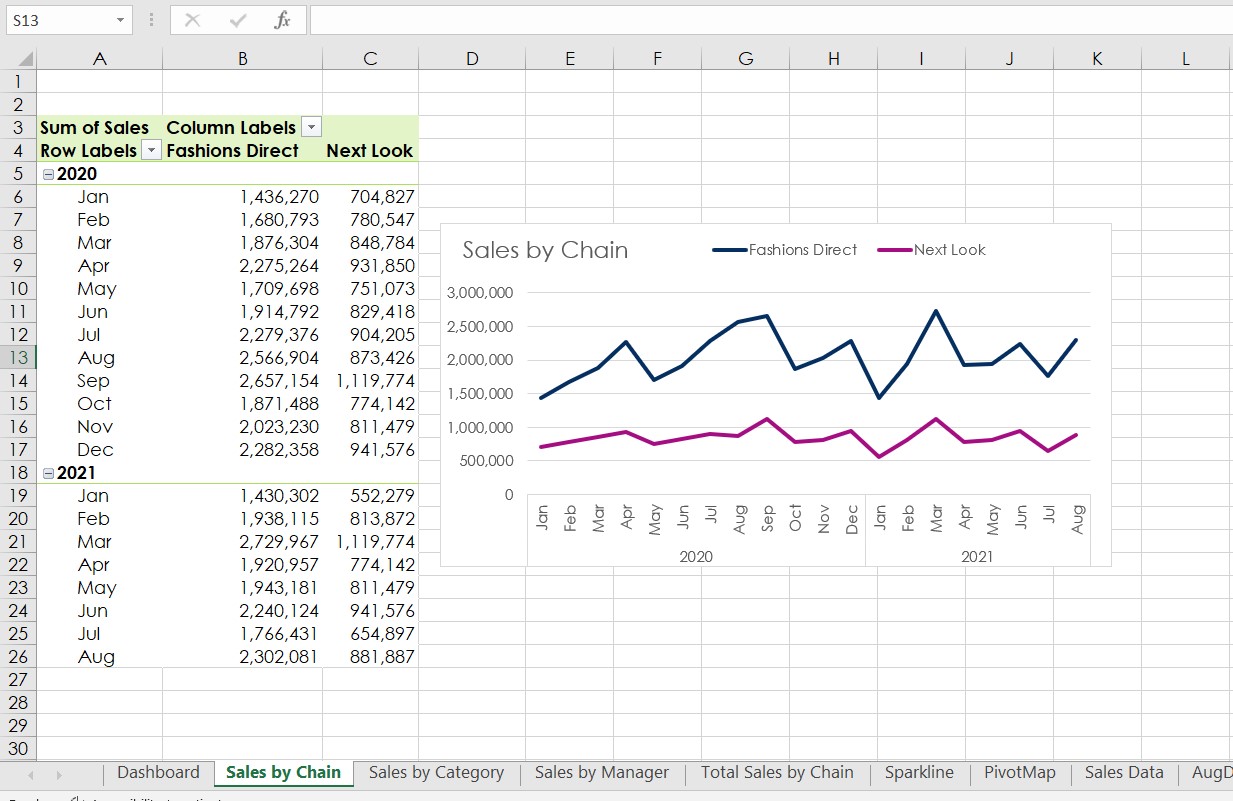 S13 fx
A B C D E F G H I J K L
1
2
3 Sum of Sales Column Labels
4 Row Labels Fashions Direct Next Look
5 2020
6 Jan 1,436,270 704,827
7 Feb 1,680,793 780,547
8 Mar 1,876,304 848,784
9 Apr 2,275,264 931,850
10 May 1,709,698 751,073
11 Jun 1,914,792 829,418
12 Jul 2,279,376 904,205
13 Aug 2,566,904 873,426
14 Sep 2,657,154 1,119,774
15 Oct 1,871,488 774,142
16 Nov 2,023,230 811,479
17 Dec 2,282,358 941,576
18 2021
19 Jan 1,430,302 552,279
20 Feb 1,938,115 813,872
21 Mar 2,729,967 1,119,774
22 Apr 1,920,957 774,142
23 May 1,943,181 811,479
24 Jun 2,240,124 941,576
25 Jul 1,766,431 654,897
26 Aug 2,302,081 881,887
27
28
29
30
Sales by Chain Fashions Direct Next Look
3,000,000
2,500,000
2,000,000
1,500,000
1,000,000
500,000
0
Jan Feb Mar Apr May Jun Jul Aug Sep Oct Nov Dec Jan Feb Mar Apr May Jun Jul Aug
2020 2021
Dashboard Sales by Chain Sales by Category Sales by Manager Total Sales by Chain Sparkline PivotMap Sales Data AugD